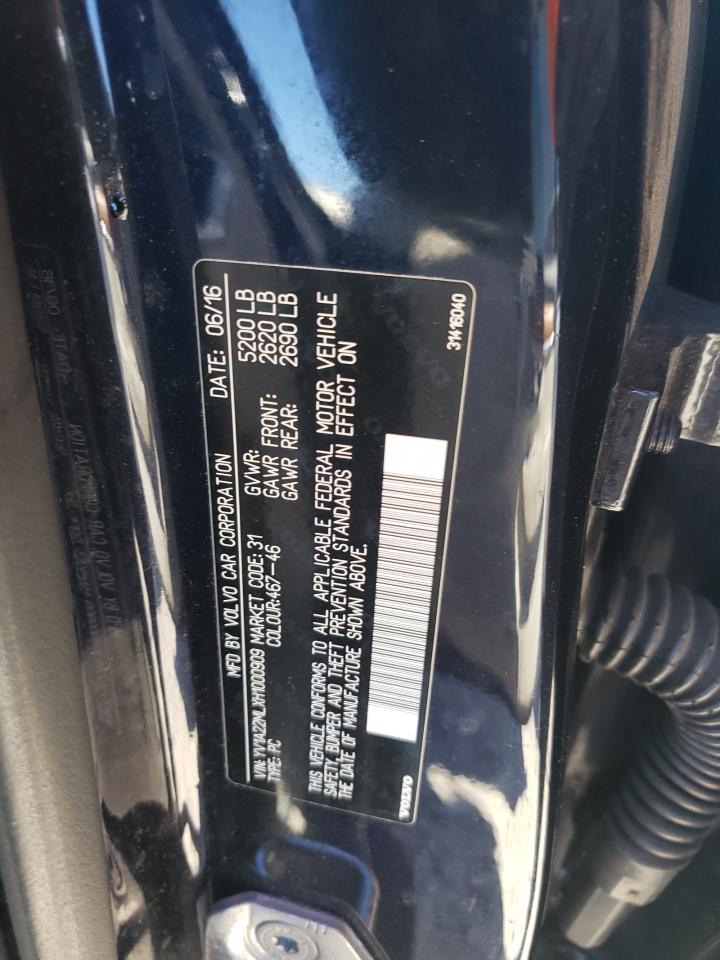 MFD BY VOLVO CAR CORPORATION DATE: 06/16
VIN: YV1A22MLXH1000909 MARKET CODE: 31 GVWR: 5200 LB
TYPE: PC COLOUR:467-46 GAWR FRONT: 2620 LB
GAWR REAR: 2690 LB
THIS VEHICLE CONFORMS TO ALL APPLICABLE FEDERAL MOTOR VEHICLE
SAFETY, BUMPER AND THEFT PREVENTION STANDARDS IN EFFECT ON
THE DATE OF MANUFACTURE SHOWN ABOVE.
VOLVO 31416040